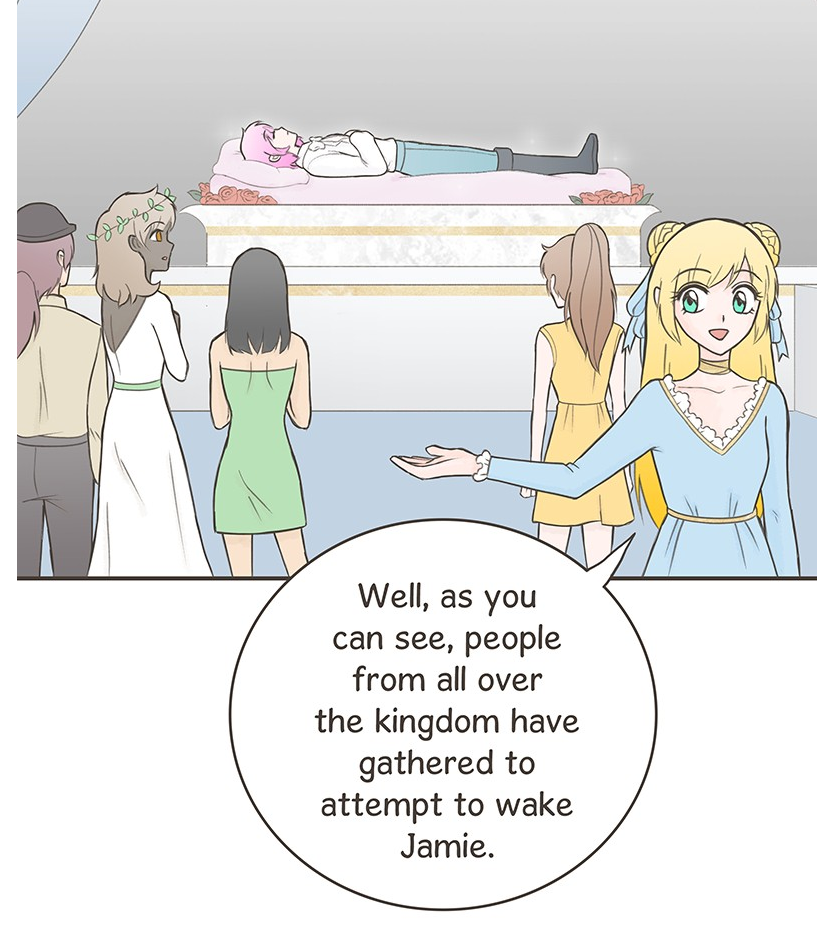 Well, as you
can see, people
from all over
the kingdom have
gathered to
attempt to wake
Jamie.